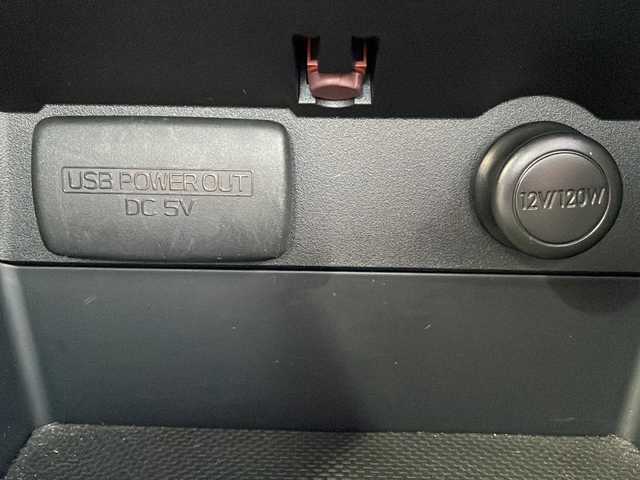 USB POWER OUT
DC 5V
12V/120W